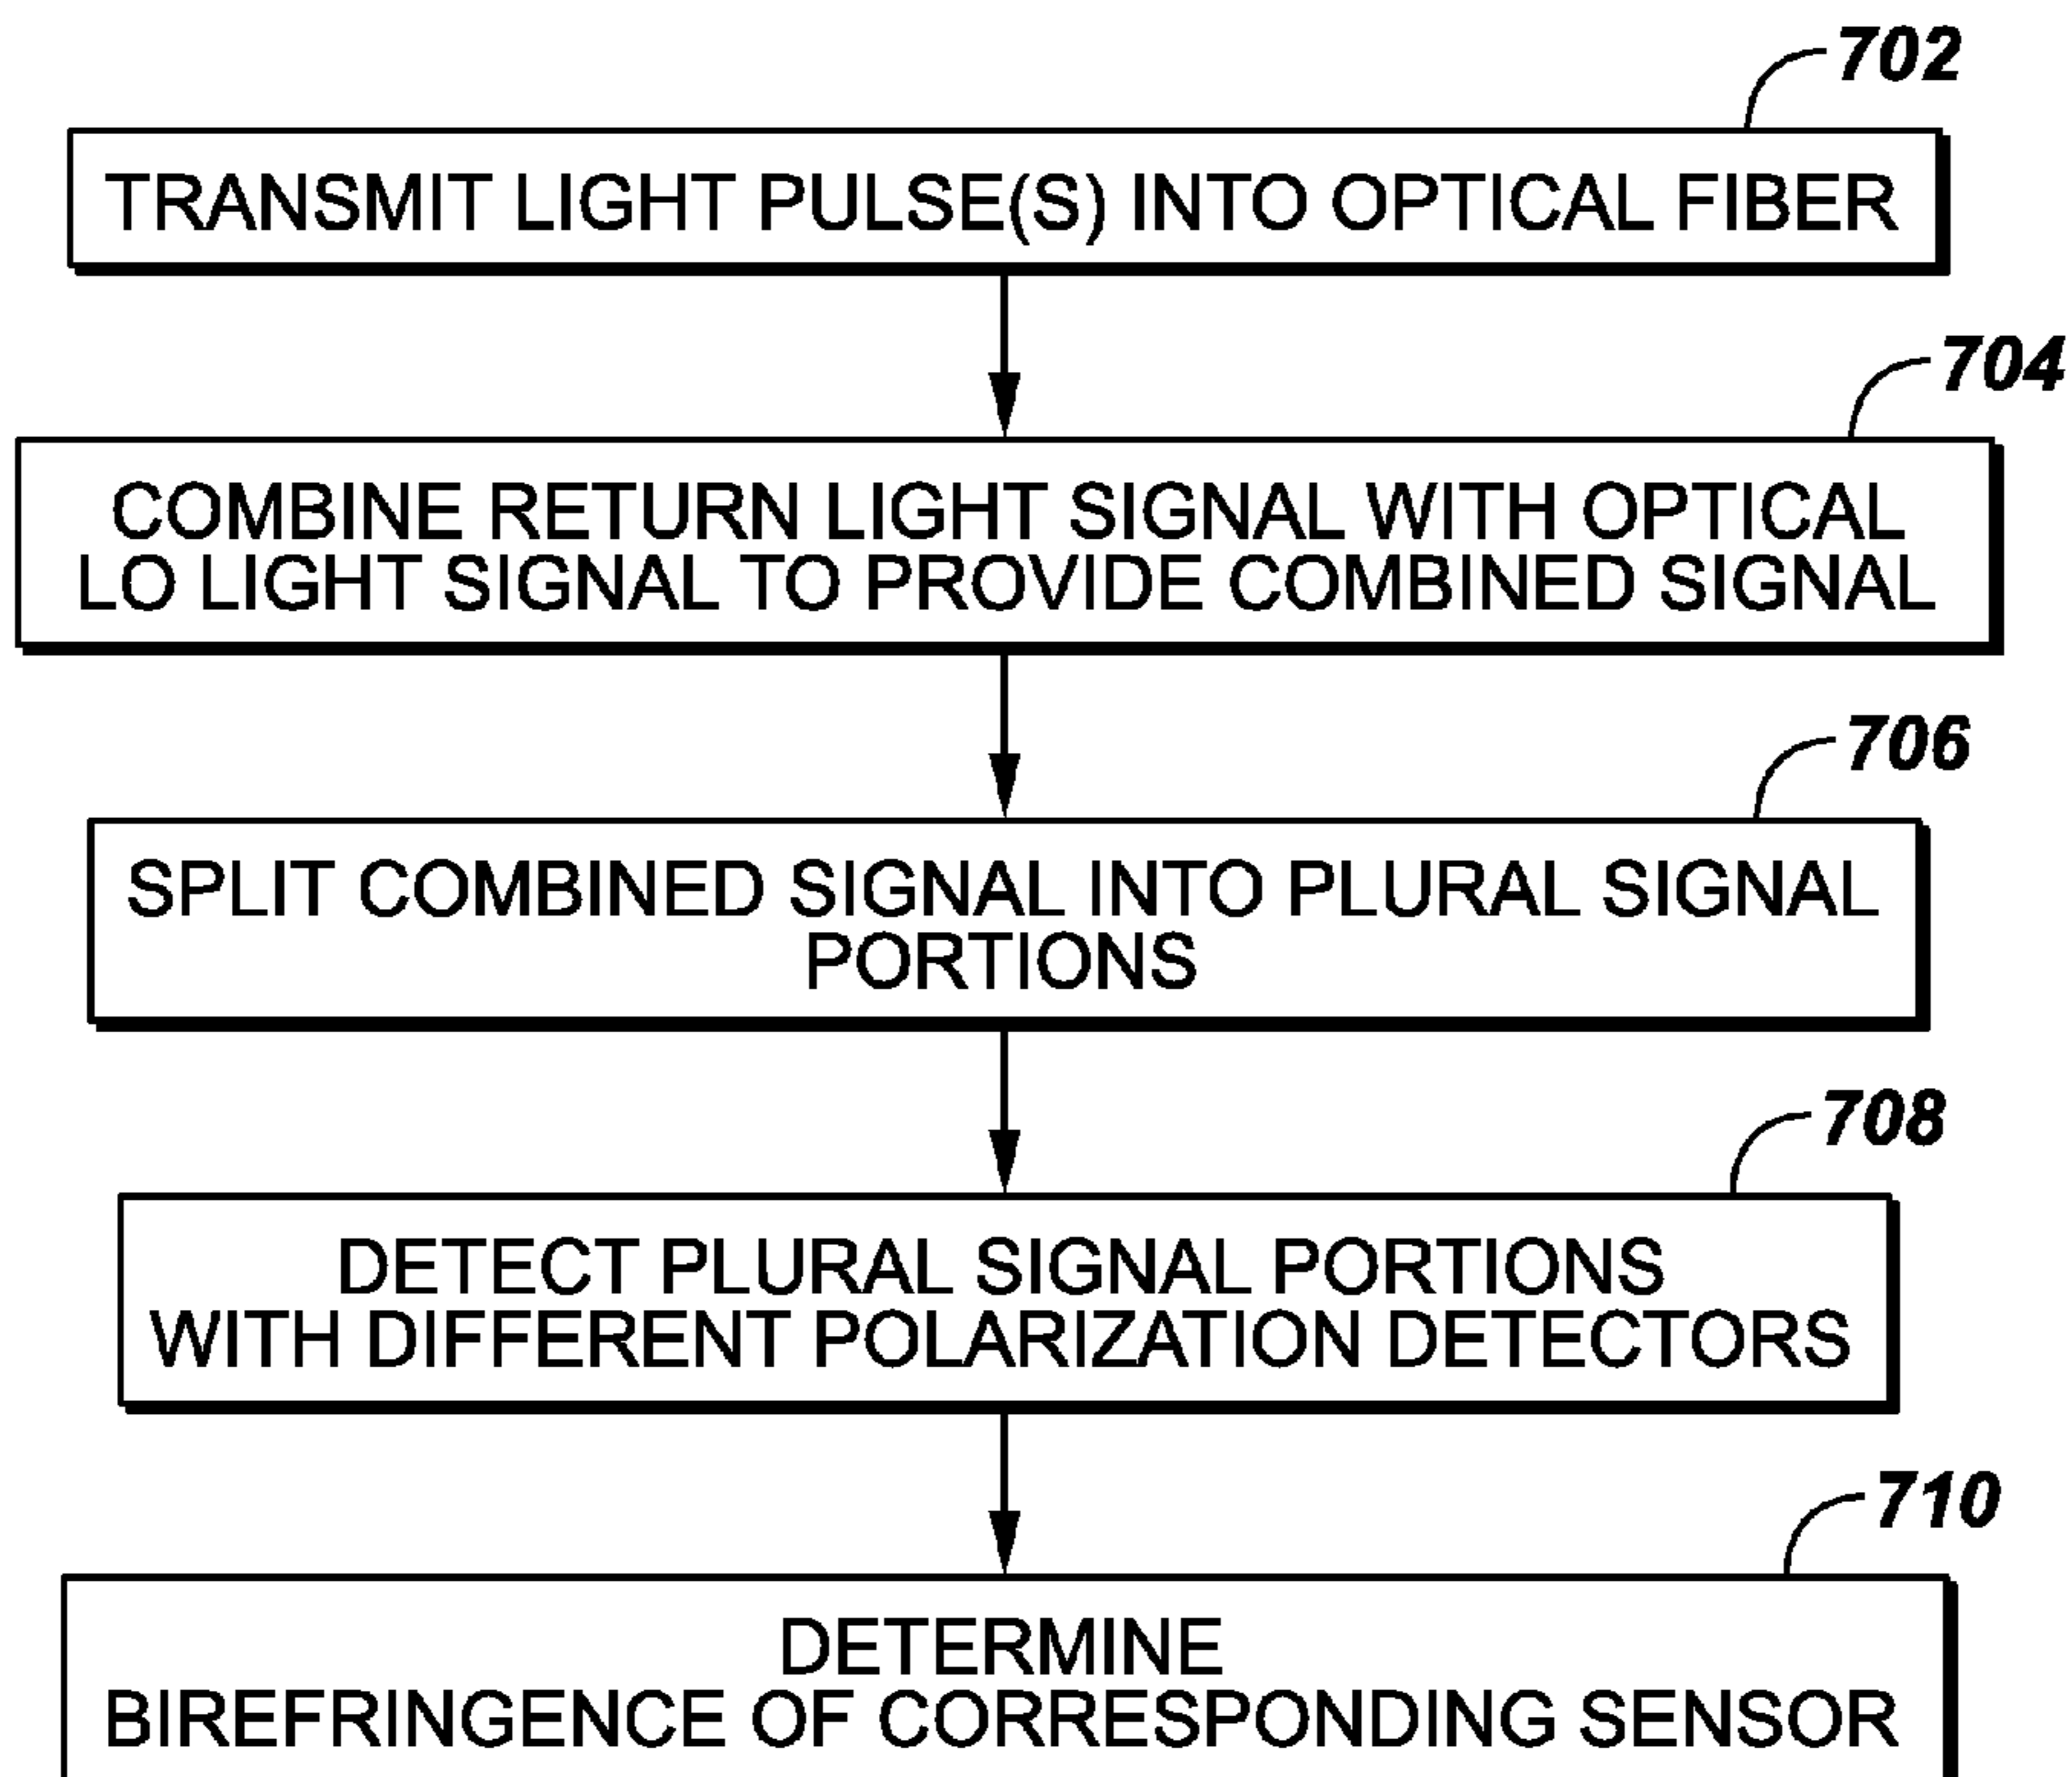 702
TRANSMIT LIGHT PULSE(S) INTO OPTICAL FIBER
704
COMBINE RETURN LIGHT SIGNAL WITH OPTICAL
LO LIGHT SIGNAL TO PROVIDE COMBINED SIGNAL
706
SPLIT COMBINED SIGNAL INTO PLURAL SIGNAL
PORTIONS
708
DETECT PLURAL SIGNAL PORTIONS
WITH DIFFERENT POLARIZATION DETECTORS
710
DETERMINE
BIREFRINGENCE OF CORRESPONDING SENSOR